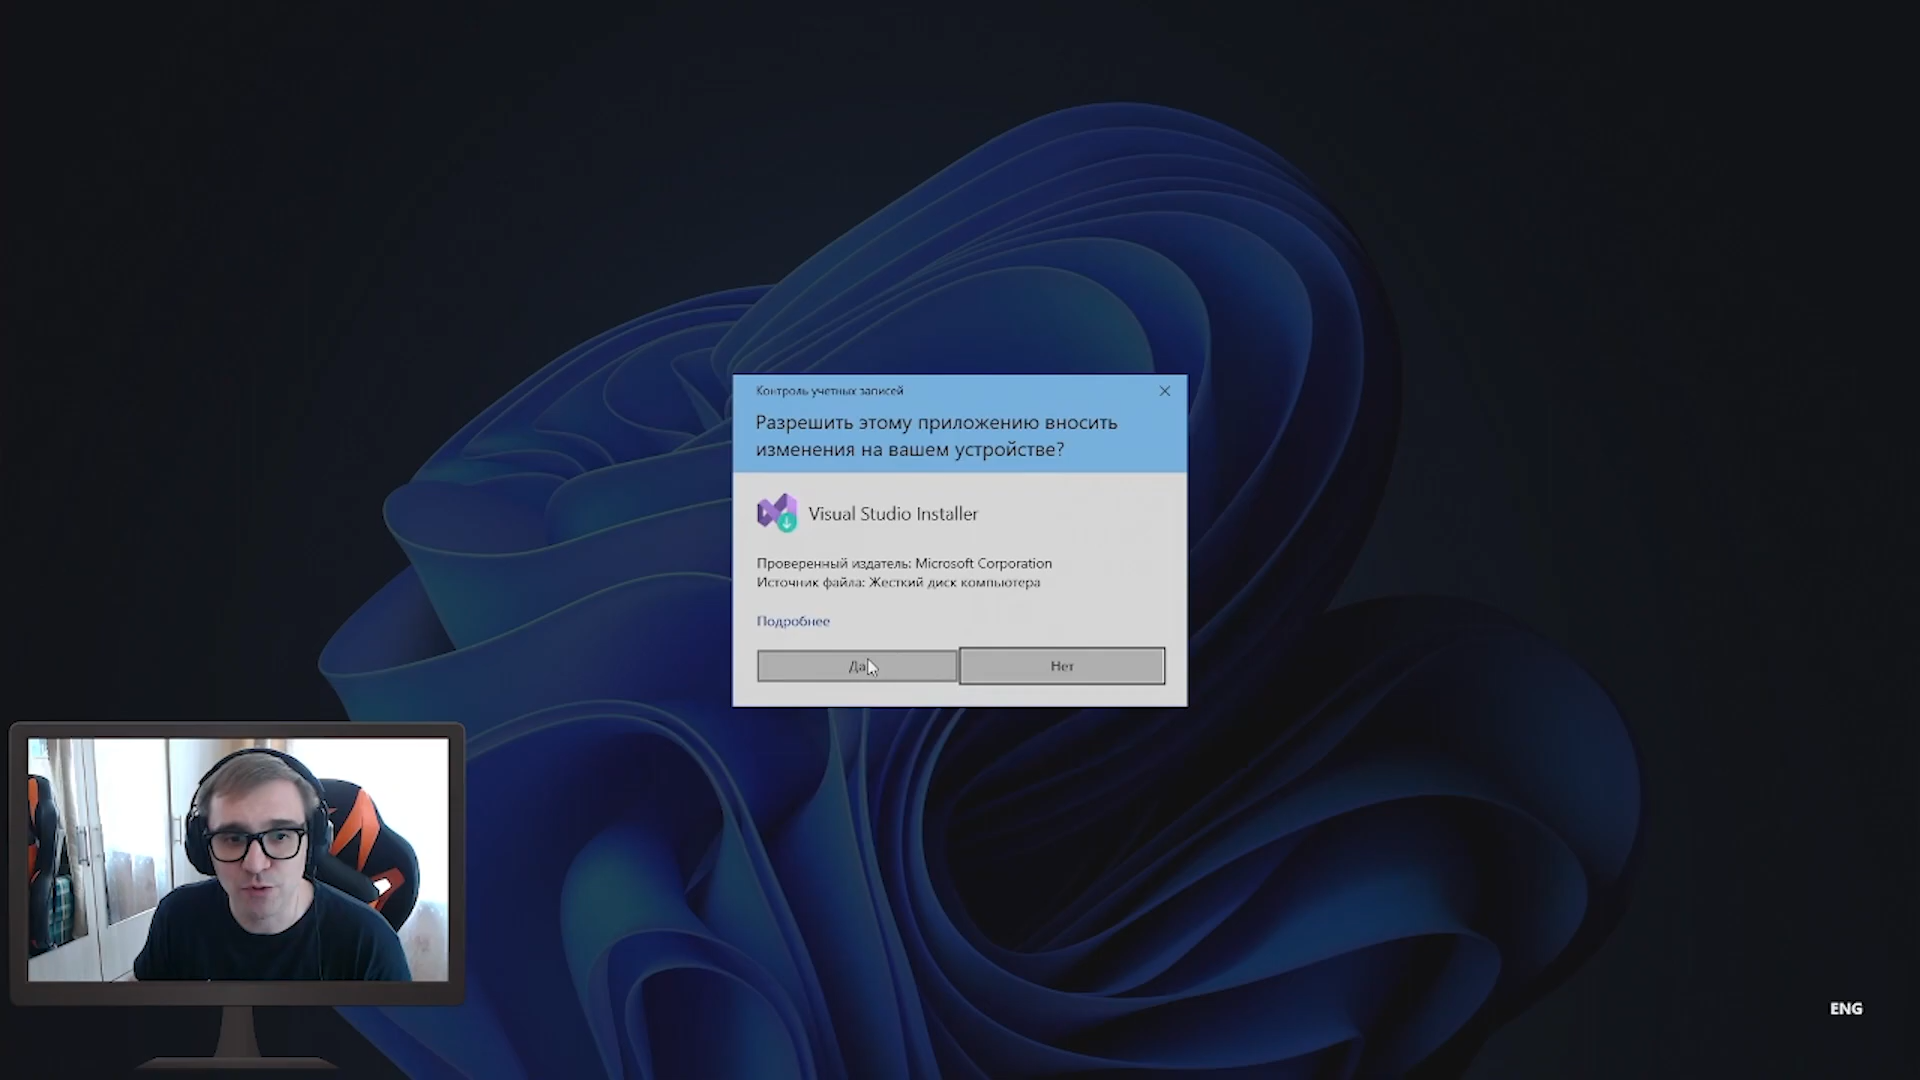 Контроль учетных записей
Разрешить этому приложению вносить
изменения на вашем устройстве?
Visual Studio Installer
Проверенный издатель: Microsoft Corporation
Источник файла: Жесткий диск компьютера
Подробнее
Да
Нет
ENG